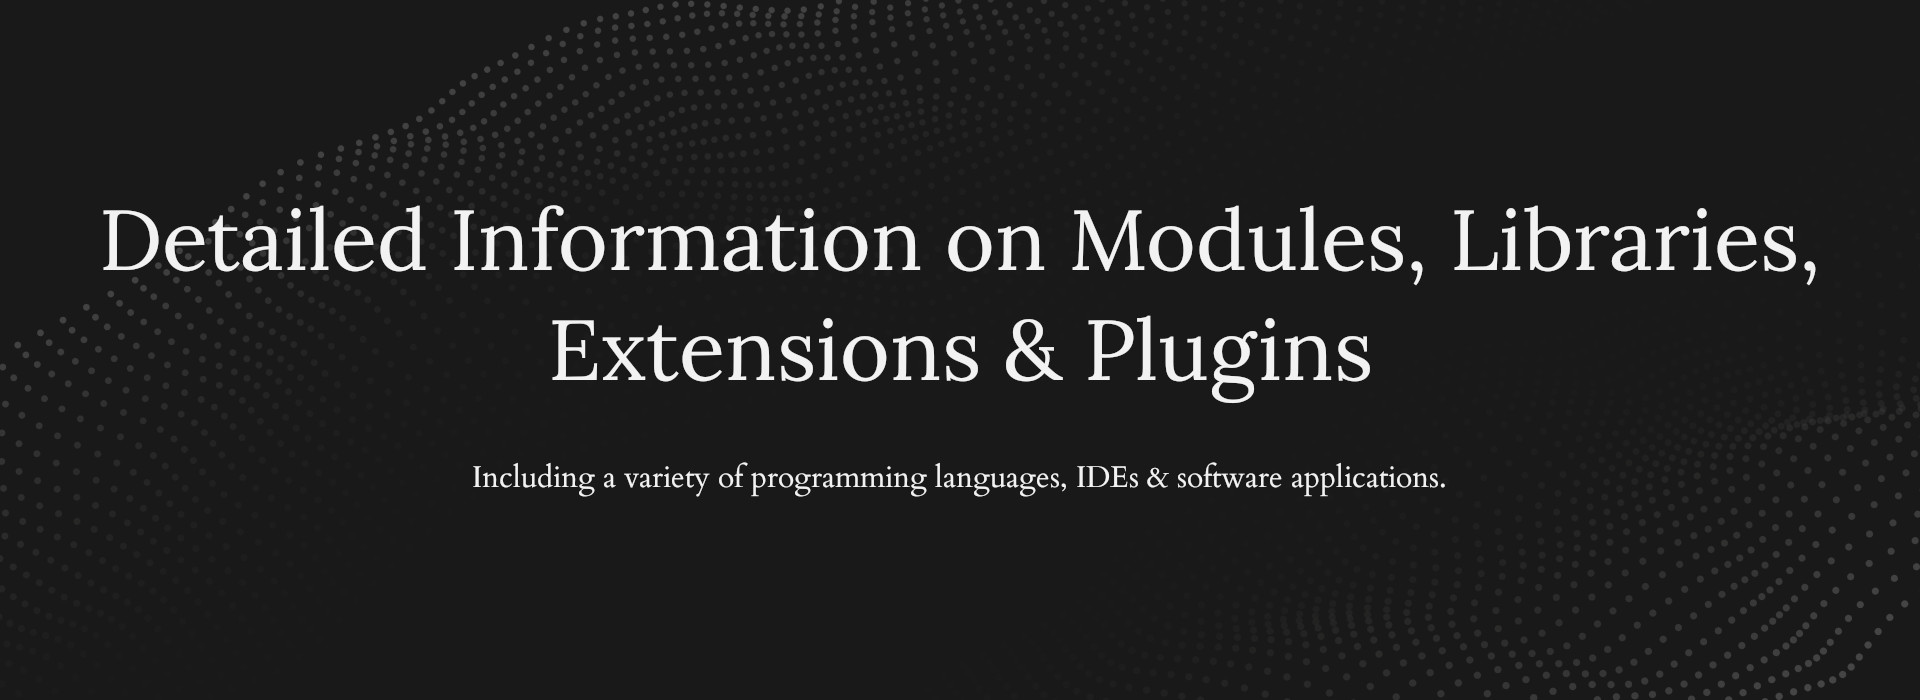 Detailed Information on Modules, Libraries,
Extensions & Plugins
Including a variety of programming languages, IDEs & software applications.